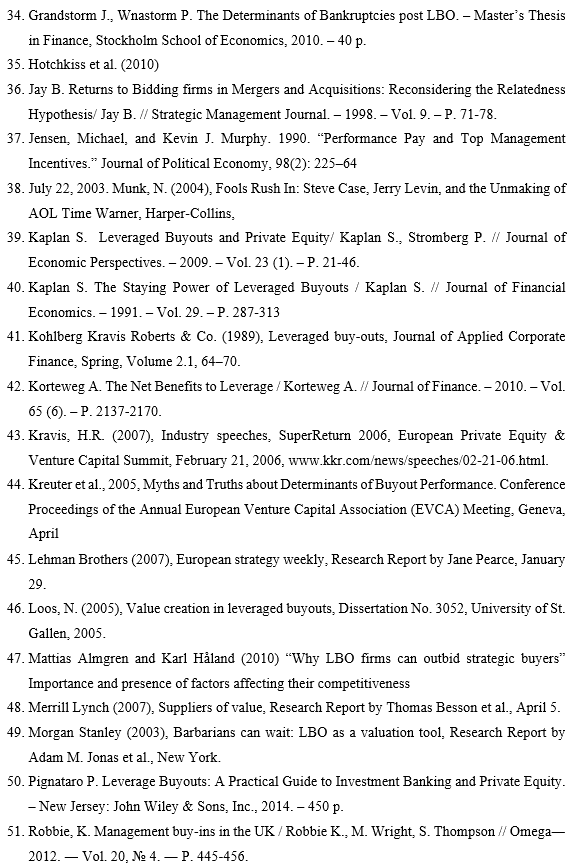 34. Grandstorm J., Wnastorm P. The Determinants of Bankruptcies post LBO. – Master's Thesis
in Finance, Stockholm School of Economics, 2010. – 40 p.
35. Hotchkiss et al. (2010)
36. Jay B. Returns to Bidding firms in Mergers and Acquisitions: Reconsidering the Relatedness
Hypothesis/ Jay B. // Strategic Management Journal. – 1998. – Vol. 9. – P. 71-78.
37. Jensen, Michael, and Kevin J. Murphy. 1990. “Performance Pay and Top Management
Incentives.” Journal of Political Economy, 98(2): 225–64
38. July 22, 2003. Munk, N. (2004), Fools Rush In: Steve Case, Jerry Levin, and the Unmaking of
AOL Time Warner, Harper-Collins,
39. Kaplan S. Leveraged Buyouts and Private Equity/ Kaplan S., Stromberg P. // Journal of
Economic Perspectives. – 2009. – Vol. 23 (1). – P. 21-46.
40. Kaplan S. The Staying Power of Leveraged Buyouts / Kaplan S. // Journal of Financial
Economics. – 1991. – Vol. 29. – P. 287-313
41. Kohlberg Kravis Roberts & Co. (1989), Leveraged buy-outs, Journal of Applied Corporate
Finance, Spring, Volume 2.1, 64–70.
42. Korteweg A. The Net Benefits to Leverage / Korteweg A. // Journal of Finance. – 2010. – Vol.
65 (6). – P. 2137-2170.
43. Kravis, H.R. (2007), Industry speeches, SuperReturn 2006, European Private Equity &
Venture Capital Summit, February 21, 2006, www.kkr.com/news/speeches/02-21-06.html.
44. Kreuter et al., 2005, Myths and Truths about Determinants of Buyout Performance. Conference
Proceedings of the Annual European Venture Capital Association (EVCA) Meeting, Geneva,
April
45. Lehman Brothers (2007), European strategy weekly, Research Report by Jane Pearce, January
29.
46. Loos, N. (2005), Value creation in leveraged buyouts, Dissertation No. 3052, University of St.
Gallen, 2005.
47. Mattias Almgren and Karl Håland (2010) “Why LBO firms can outbid strategic buyers”
Importance and presence of factors affecting their competitiveness
48. Merrill Lynch (2007), Suppliers of value, Research Report by Thomas Besson et al., April 5.
49. Morgan Stanley (2003), Barbarians can wait: LBO as a valuation tool, Research Report by
Adam M. Jonas et al., New York.
50. Pignataro P. Leverage Buyouts: A Practical Guide to Investment Banking and Private Equity.
– New Jersey: John Wiley & Sons, Inc., 2014. – 450 p.
51. Robbie, K. Management buy-ins in the UK / Robbie K., M. Wright, S. Thompson // Omega—
2012. — Vol. 20, № 4. — P. 445-456.